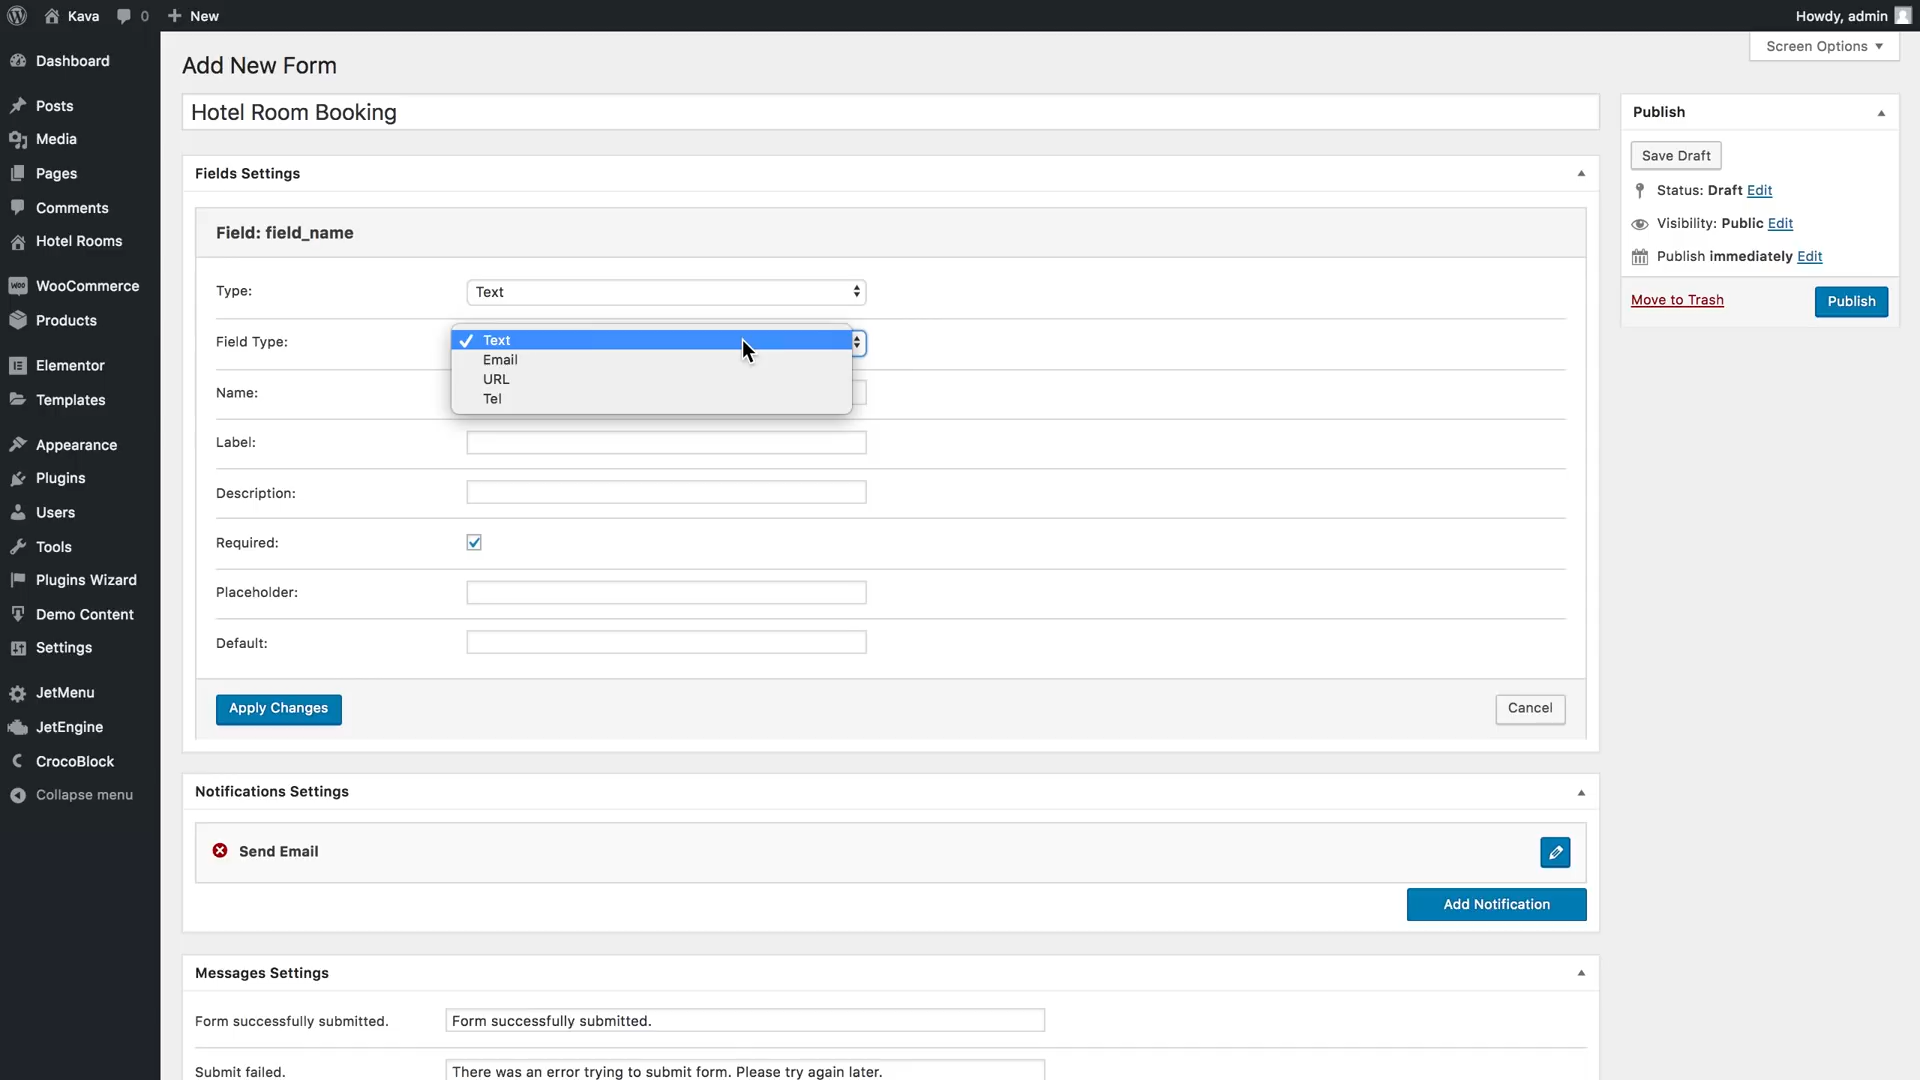 Kava
0
New
Howdy, admin
Screen Options
Dashboard
Posts
Media
Pages
Comments
Hotel Rooms
WooCommerce
Products
Elementor
Templates
Appearance
Plugins
Users
Tools
Plugins Wizard
Demo Content
Settings
JetMenu
JetEngine
CrocoBlock
Collapse menu
Add New Form
Hotel Room Booking
Fields Settings
Field: field_name
Type:
Text
Field Type:
Text
Email
URL
Tel
Name:
Label:
Description:
Required:
Placeholder:
Default:
Apply Changes
Cancel
Notifications Settings
Send Email
Add Notification
Messages Settings
Form successfully submitted.
Form successfully submitted.
Submit failed.
There was an error trying to submit form. Please try again later.
Publish
Save Draft
Status: Draft Edit
Visibility: Public Edit
Publish immediately Edit
Move to Trash
Publish